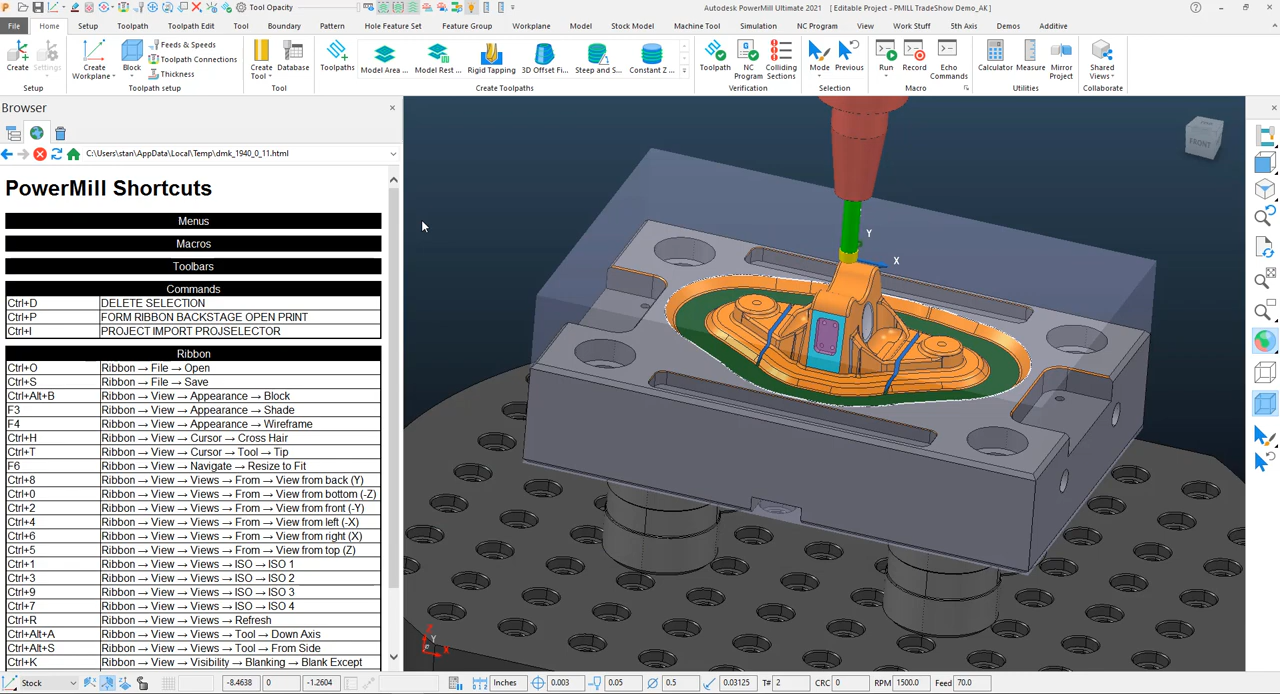 Tool Opacity
Autodesk PowerMill Ultimate 2021 [ Editable Project - PMILL TradeShow Demo_AK ]
File Home Setup Toolpath Toolpath Edit Tool Boundary Pattern Hole Feature Set Feature Group Workplane Model Stock Model Machine Tool Simulation NC Program View Work Stuff 5th Axis Demos Additive
Create
Settings
Setup
Create
Workplane
Block
Feeds & Speeds
Toolpath Connections
Thickness
Toolpath setup
Create
Tool
Database
Tool
Toolpaths
Model Area ...
Model Rest ...
Rigid Tapping
3D Offset Fi...
Steep and S...
Constant Z ...
Create Toolpaths
Toolpath
NC
Program
Colliding
Sections
Verification
Mode
Previous
Selection
Run
Record
Echo
Commands
Macro
Calculator
Measure
Mirror
Project
Utilities
Shared
Views
Collaborate
Browser
C:\Users\stan\AppData\Local\Temp\dmk_1940_0_11.html
PowerMill Shortcuts
Menus
Macros
Toolbars
Commands
Ctrl+D DELETE SELECTION
Ctrl+P FORM RIBBON BACKSTAGE OPEN PRINT
Ctrl+I PROJECT IMPORT PROJSELECTOR
Ribbon
Ctrl+O Ribbon → File → Open
Ctrl+S Ribbon → File → Save
Ctrl+Alt+B Ribbon → View → Appearance → Block
F3 Ribbon → View → Appearance → Shade
F4 Ribbon → View → Appearance → Wireframe
Ctrl+H Ribbon → View → Cursor → Cross Hair
Ctrl+T Ribbon → View → Cursor → Tool → Tip
F6 Ribbon → View → Navigate → Resize to Fit
Ctrl+8 Ribbon → View → Views → From → View from back (Y)
Ctrl+0 Ribbon → View → Views → From → View from bottom (-Z)
Ctrl+2 Ribbon → View → Views → From → View from front (-Y)
Ctrl+4 Ribbon → View → Views → From → View from left (-X)
Ctrl+6 Ribbon → View → Views → From → View from right (X)
Ctrl+5 Ribbon → View → Views → From → View from top (Z)
Ctrl+1 Ribbon → View → Views → ISO → ISO 1
Ctrl+3 Ribbon → View → Views → ISO → ISO 2
Ctrl+9 Ribbon → View → Views → ISO → ISO 3
Ctrl+7 Ribbon → View → Views → ISO → ISO 4
Ctrl+R Ribbon → View → Views → Refresh
Ctrl+Alt+A Ribbon → View → Views → Tool → Down Axis
Ctrl+Alt+S Ribbon → View → Views → Tool → From Side
Ctrl+K Ribbon → View → Visibility → Blanking → Blank Except
FRONT
Y
X
Y
X
Stock -8.4638 0 -1.2604 Inches 0.003 0.05 0.5 0.03125 T# 2 CRC 0 RPM 1500.0 Feed 70.0